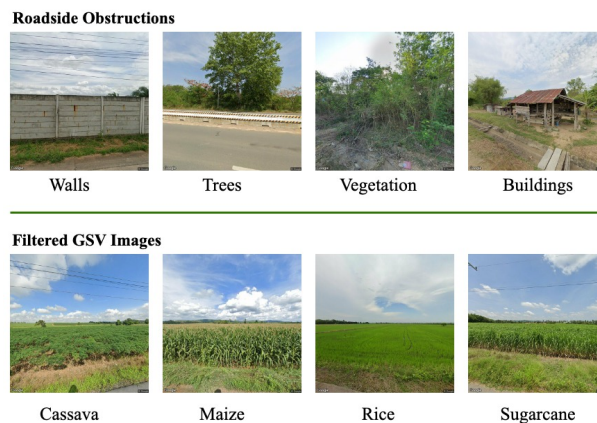 Roadside Obstructions
Walls Trees Vegetation Buildings
Filtered GSV Images
Cassava Maize Rice Sugarcane